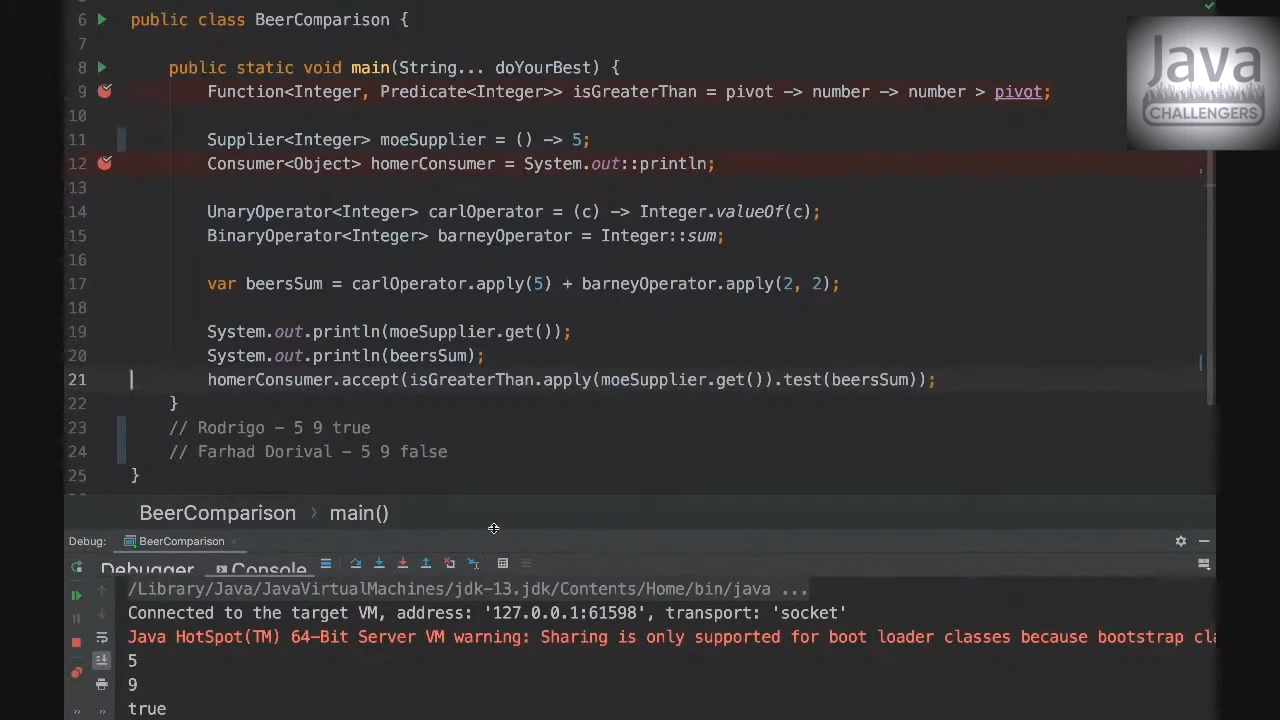 6 public class BeerComparison {
7
8 public static void main(String... doYourBest) {
9 Function<Integer, Predicate<Integer>> isGreaterThan = pivot -> number -> number > pivot;
10
11 Supplier<Integer> moeSupplier = () -> 5;
12 Consumer<Object> homerConsumer = System.out::println;
13
14 UnaryOperator<Integer> carlOperator = (c) -> Integer.valueOf(c);
15 BinaryOperator<Integer> barneyOperator = Integer::sum;
16
17 var beersSum = carlOperator.apply(5) + barneyOperator.apply(2, 2);
18
19 System.out.println(moeSupplier.get());
20 System.out.println(beersSum);
21 homerConsumer.accept(isGreaterThan.apply(moeSupplier.get()).test(beersSum));
22 }
23 // Rodrigo - 5 9 true
24 // Farhad Dorival - 5 9 false
25 }
Java
CHALLENGERS
BeerComparison > main()
Debug: BeerComparison ×
Debugger Console
/Library/Java/JavaVirtualMachines/jdk-13.jdk/Contents/Home/bin/java ...
Connected to the target VM, address: '127.0.0.1:61598', transport: 'socket'
Java HotSpot(TM) 64-Bit Server VM warning: Sharing is only supported for boot loader classes because bootstrap cla
5
9
true